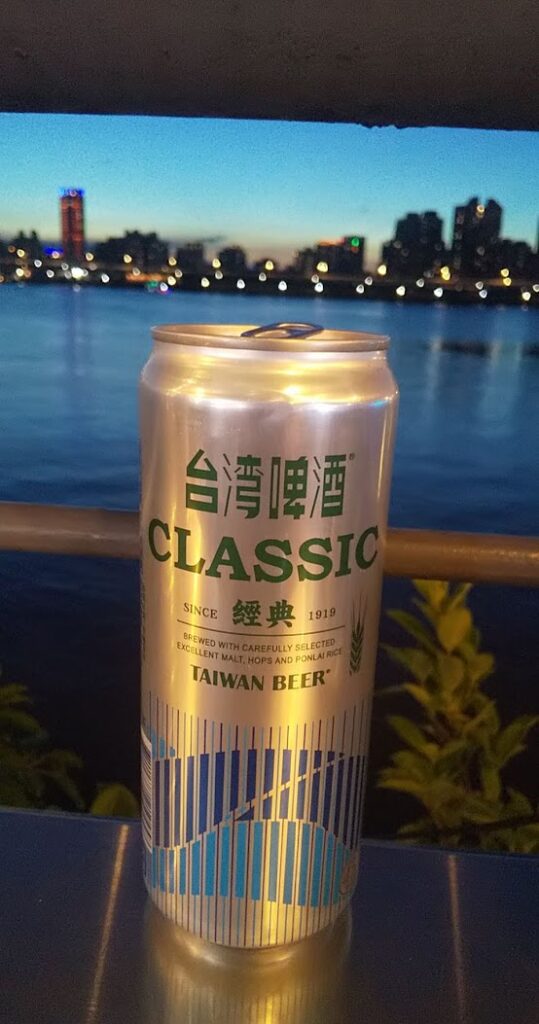 台湾啤酒®
CLASSIC
SINCE 經典 1919
BREWED WITH CAREFULLY SELECTED
EXCELLENT MALT, HOPS AND PONLAI RICE
TAIWAN BEER®